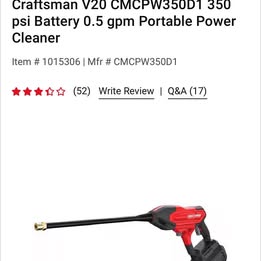 Craftsman V20 CMCPW350D1 350
psi Battery 0.5 gpm Portable Power
Cleaner
Item # 1015306 | Mfr # CMCPW350D1
(52) Write Review | Q&A (17)